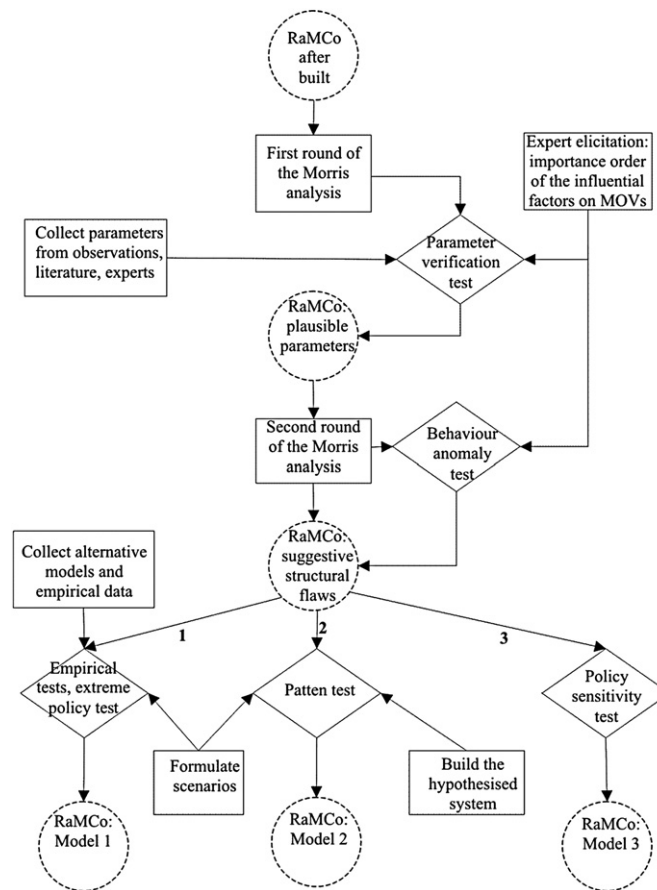 RaMCo
after
built
First round of
the Morris
analysis
Expert elicitation:
importance order
of the influential
factors on MOVs
Collect parameters
from observations,
literature, experts
Parameter
verification
test
RaMCo:
plausible
parameters
Second round
of the Morris
analysis
Behaviour
anomaly
test
Collect alternative
models and
empirical data
RaMCo:
suggestive
structural
flaws
1
2
3
Empirical
tests, extreme
policy test
Patten test
Policy
sensitivity
test
Formulate
scenarios
Build the
hypothesised
system
RaMCo:
Model 1
RaMCo:
Model 2
RaMCo:
Model 3